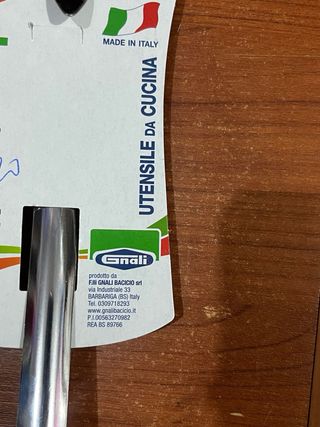 MADE IN ITALY
UTENSILE DA CUCINA
Gnali
prodotto da
F.lli GNALI BACICIO srl
via Industriale 33
BARBARIGA (BS) Italy
Tel. 0309718293
www.gnalibacicio.it
P.I.00563270982
REA BS 89766